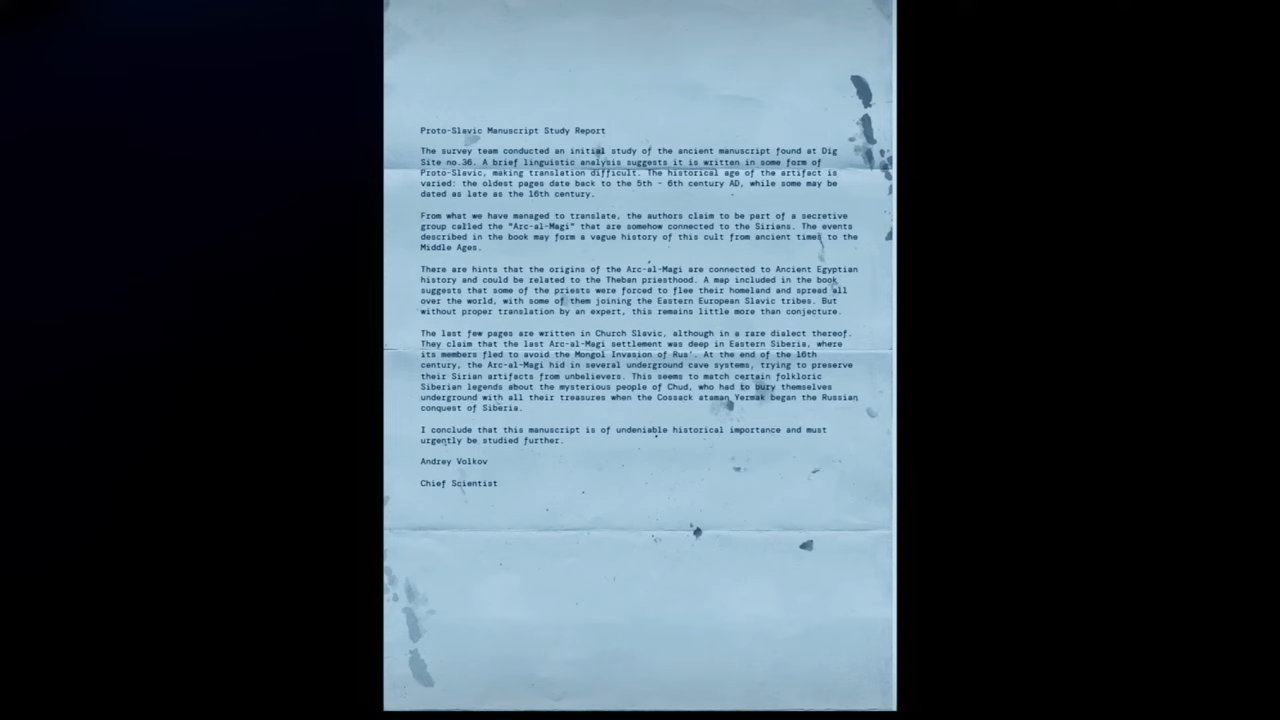 Proto-Slavic Manuscript Study Report
The survey team conducted an initial study of the ancient manuscript found at Dig
Site no.36. A brief linguistic analysis suggests it is written in some form of
Proto-Slavic, making translation difficult. The historical age of the artifact is
varied: the oldest pages date back to the 5th - 6th century AD, while some may be
dated as late as the 16th century.
From what we have managed to translate, the authors claim to be part of a secretive
group called the "Arc-al-Magi" that are somehow connected to the Sirians. The events
described in the book may form a vague history of this cult from ancient times to the
Middle Ages.
There are hints that the origins of the Arc-al-Magi are connected to Ancient Egyptian
history and could be related to the Theban priesthood. A map included in the book
suggests that some of the priests were forced to flee their homeland and spread all
over the world, with some of them joining the Eastern European Slavic tribes. But
without proper translation by an expert, this remains little more than conjecture.
The last few pages are written in Church Slavic, although in a rare dialect thereof.
They claim that the last Arc-al-Magi settlement was deep in Eastern Siberia, where
its members fled to avoid the Mongol Invasion of Rus'. At the end of the 16th
century, the Arc-al-Magi hid in several underground cave systems, trying to preserve
their Sirian artifacts from unbelievers. This seems to match certain folkloric
Siberian legends about the mysterious people of Chud, who had to bury themselves
underground with all their treasures when the Cossack ataman Yermak began the Russian
conquest of Siberia.
I conclude that this manuscript is of undeniable historical importance and must
urgently be studied further.
Andrey Volkov
Chief Scientist